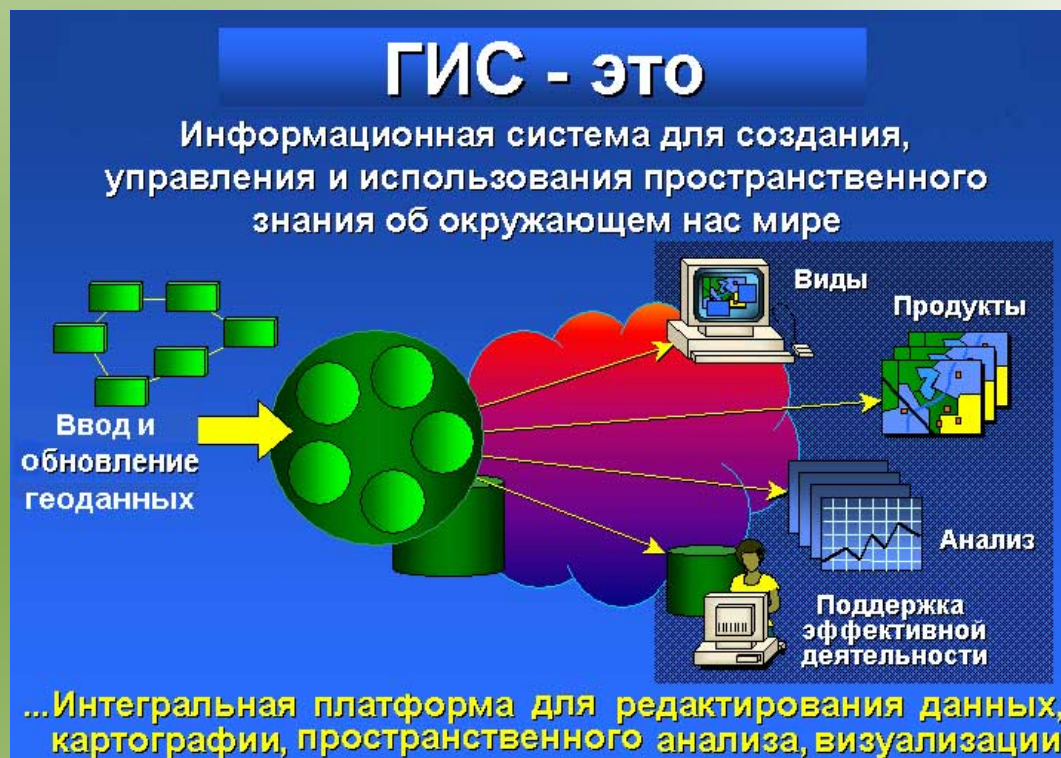 ГИС - это
Информационная система для создания,
управления и использования пространственного
знания об окружающем нас мире
Виды
Продукты
Ввод и
обновление
геоданных
Анализ
Поддержка
эффективной
деятельности
...Интегральная платформа для редактирования данных,
картографии, пространственного анализа, визуализации